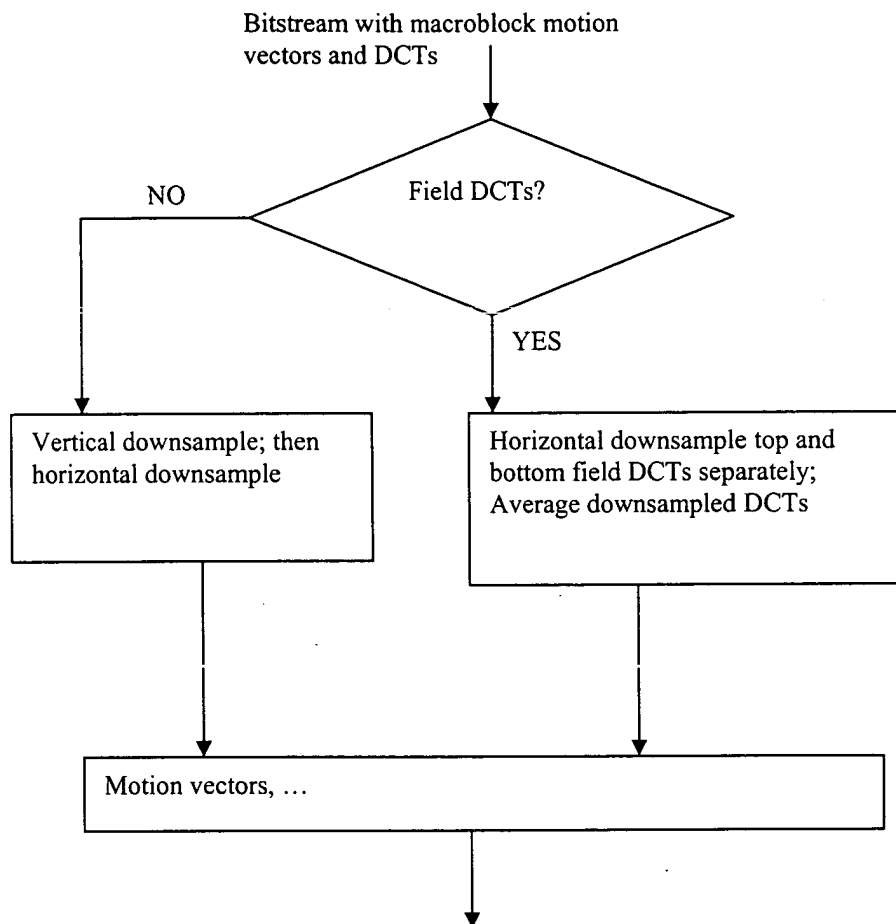 Bitstream with macroblock motion
vectors and DCTs
Field DCTs?
NO
YES
Vertical downsample; then
horizontal downsample
Horizontal downsample top and
bottom field DCTs separately;
Average downsampled DCTs
Motion vectors, …